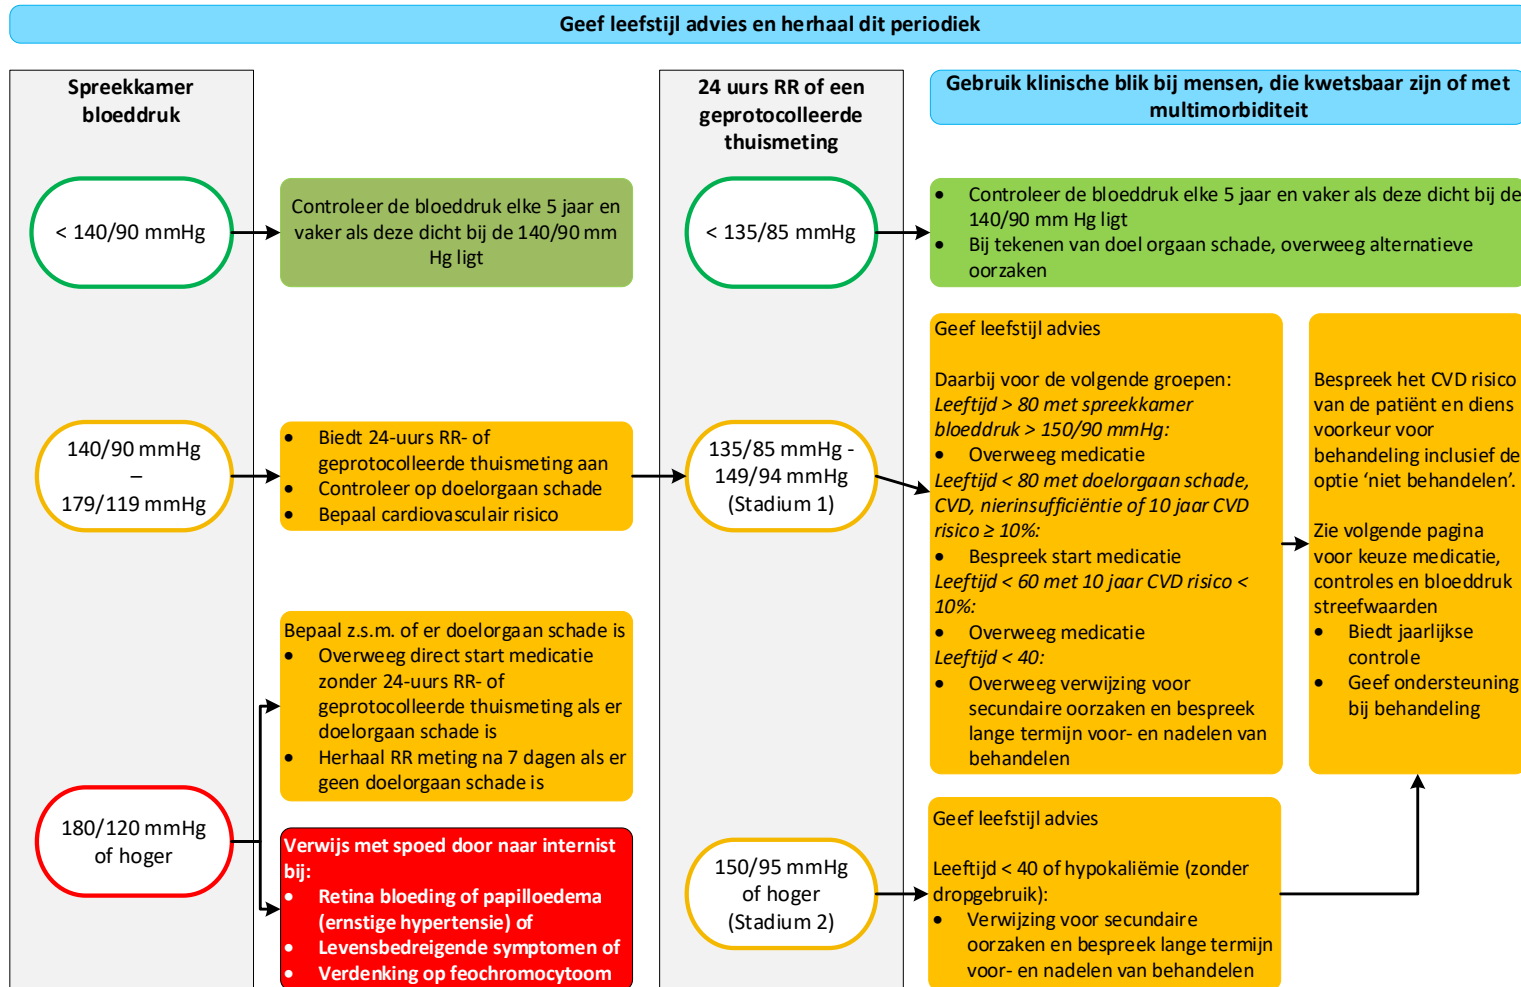 Geef leefstijl advies en herhaal dit periodiek
Spreekkamer
bloeddruk
< 140/90 mmHg
Controleer de bloeddruk elke 5 jaar en
vaker als deze dicht bij de 140/90 mm
Hg ligt
140/90 mmHg
–
179/119 mmHg
• Biedt 24-uurs RR- of
geprotocolleerde thuismeting aan
• Controleer op doelorgaan schade
• Bepaal cardiovasculair risico
180/120 mmHg
of hoger
Bepaal z.s.m. of er doelorgaan schade is
• Overweeg direct start medicatie
zonder 24-uurs RR- of
geprotocolleerde thuismeting als er
doelorgaan schade is
• Herhaal RR meting na 7 dagen als er
geen doelorgaan schade is
Verwijs met spoed door naar internist
bij:
• Retina bloeding of papilloedema
(ernstige hypertensie) of
• Levensbedreigende symptomen of
• Verdenking op feochromocytoom
24 uurs RR of een
geprotocolleerde
thuismeting
Gebruik klinische blik bij mensen, die kwetsbaar zijn of met
multimorbiditeit
< 135/85 mmHg
• Controleer de bloeddruk elke 5 jaar en vaker als deze dicht bij de
140/90 mm Hg ligt
• Bij tekenen van doel orgaan schade, overweeg alternatieve
oorzaken
135/85 mmHg -
149/94 mmHg
(Stadium 1)
Geef leefstijl advies
Daarbij voor de volgende groepen:
Leeftijd > 80 met spreekkamer
bloeddruk > 150/90 mmHg:
• Overweeg medicatie
Leeftijd < 80 met doelorgaan schade,
CVD, nierinsufficiëntie of 10 jaar CVD
risico ≥ 10%:
• Bespreek start medicatie
Leeftijd < 60 met 10 jaar CVD risico <
10%:
• Overweeg medicatie
Leeftijd < 40:
• Overweeg verwijzing voor
secundaire oorzaken en bespreek
lange termijn voor- en nadelen van
behandelen
Bespreek het CVD risico
van de patiënt en diens
voorkeur voor
behandeling inclusief de
optie ‘niet behandelen’.
Zie volgende pagina
voor keuze medicatie,
controles en bloeddruk
streefwaarden
• Biedt jaarlijkse
controle
• Geef ondersteuning
bij behandeling
150/95 mmHg
of hoger
(Stadium 2)
Geef leefstijl advies
Leeftijd < 40 of hypokaliëmie (zonder
dropgebruik):
• Verwijzing voor secundaire
oorzaken en bespreek lange termijn
voor- en nadelen van behandelen